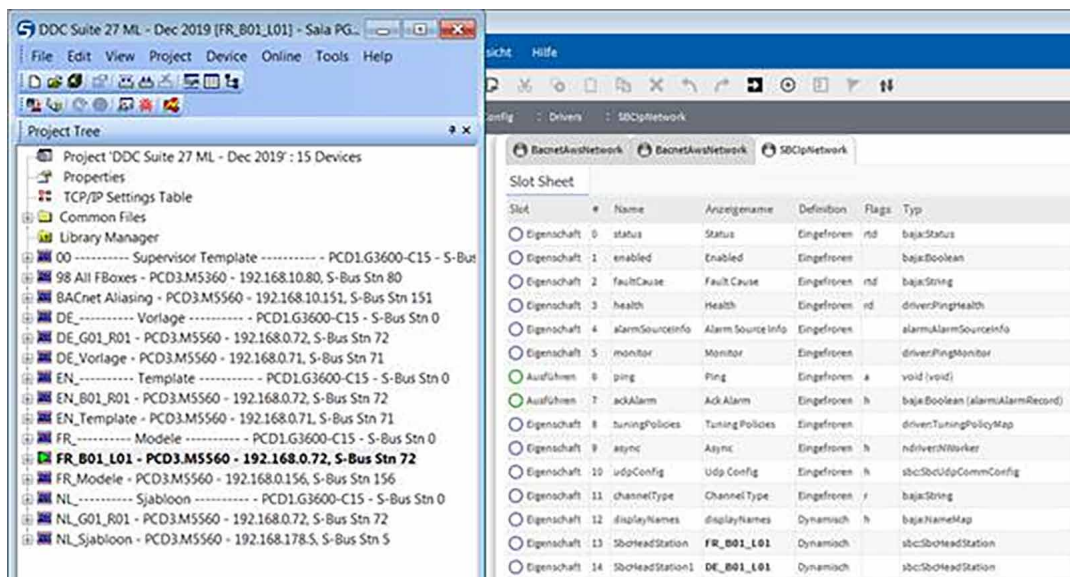 DDC Suite 27 ML - Dec 2019 [FR_B01_L01] - Saia PG...
File Edit View Project Device Online Tools Help
Project Tree
Project 'DDC Suite 27 ML - Dec 2019' : 15 Devices
Properties
TCP/IP Settings Table
Common Files
Library Manager
00 ---------- Supervisor Template ---------- - PCD1.G3600-C15 - S-Bus
98 All FBoxes - PCD3.M5360 - 192.168.10.80, S-Bus Stn 80
BACnet Aliasing - PCD3.M5560 - 192.168.10.151, S-Bus Stn 151
DE_---------- Vorlage ---------- - PCD1.G3600-C15 - S-Bus Stn 0
DE_G01_R01 - PCD3.M5560 - 192.168.0.72, S-Bus Stn 72
DE_Vorlage - PCD3.M5560 - 192.168.0.71, S-Bus Stn 71
EN_---------- Template ---------- - PCD1.G3600-C15 - S-Bus Stn 0
EN_B01_R01 - PCD3.M5560 - 192.168.0.72, S-Bus Stn 72
EN_Template - PCD3.M5560 - 192.168.0.71, S-Bus Stn 71
FR_---------- Modele ---------- - PCD1.G3600-C15 - S-Bus Stn 0
FR_B01_L01 - PCD3.M5560 - 192.168.0.72, S-Bus Stn 72
FR_Modele - PCD3.M5560 - 192.168.0.156, S-Bus Stn 156
NL_---------- Sjabloon ---------- - PCD1.G3600-C15 - S-Bus Stn 0
NL_G01_R01 - PCD3.M5560 - 192.168.0.72, S-Bus Stn 72
NL_Sjabloon - PCD3.M5560 - 192.168.178.5, S-Bus Stn 5
sicht Hilfe
onfig : Drivers : SBCIpNetwork
BacnetAwsNetwork BacnetAwsNetwork SBCIpNetwork
Slot Sheet
Slot # Name Anzeigename Definition Flags Typ
Eigenschaft 0 status Status Eingefroren rtd baja:Status
Eigenschaft 1 enabled Enabled Eingefroren baja:Boolean
Eigenschaft 2 faultCause Fault Cause Eingefroren rtd baja:String
Eigenschaft 3 health Health Eingefroren rd driver:PingHealth
Eigenschaft 4 alarmSourceInfo Alarm Source Info Eingefroren alarm:AlarmSourceInfo
Eigenschaft 5 monitor Monitor Eingefroren driver:PingMonitor
Ausführen 6 ping Ping Eingefroren a void (void)
Ausführen 7 ackAlarm Ack Alarm Eingefroren h baja:Boolean (alarm:AlarmRecord)
Eigenschaft 8 tuningPolicies Tuning Policies Eingefroren driver:TuningPolicyMap
Eigenschaft 9 async Async Eingefroren h ndriver:NWorker
Eigenschaft 10 udpConfig Udp Config Eingefroren h sbc:SbcUdpCommConfig
Eigenschaft 11 channelType Channel Type Eingefroren r baja:String
Eigenschaft 12 displayNames displayNames Dynamisch h baja:NameMap
Eigenschaft 13 SbcHeadStation FR_B01_L01 Dynamisch sbc:SbcHeadStation
Eigenschaft 14 SbcHeadStation1 DE_B01_L01 Dynamisch sbc:SbcHeadStation